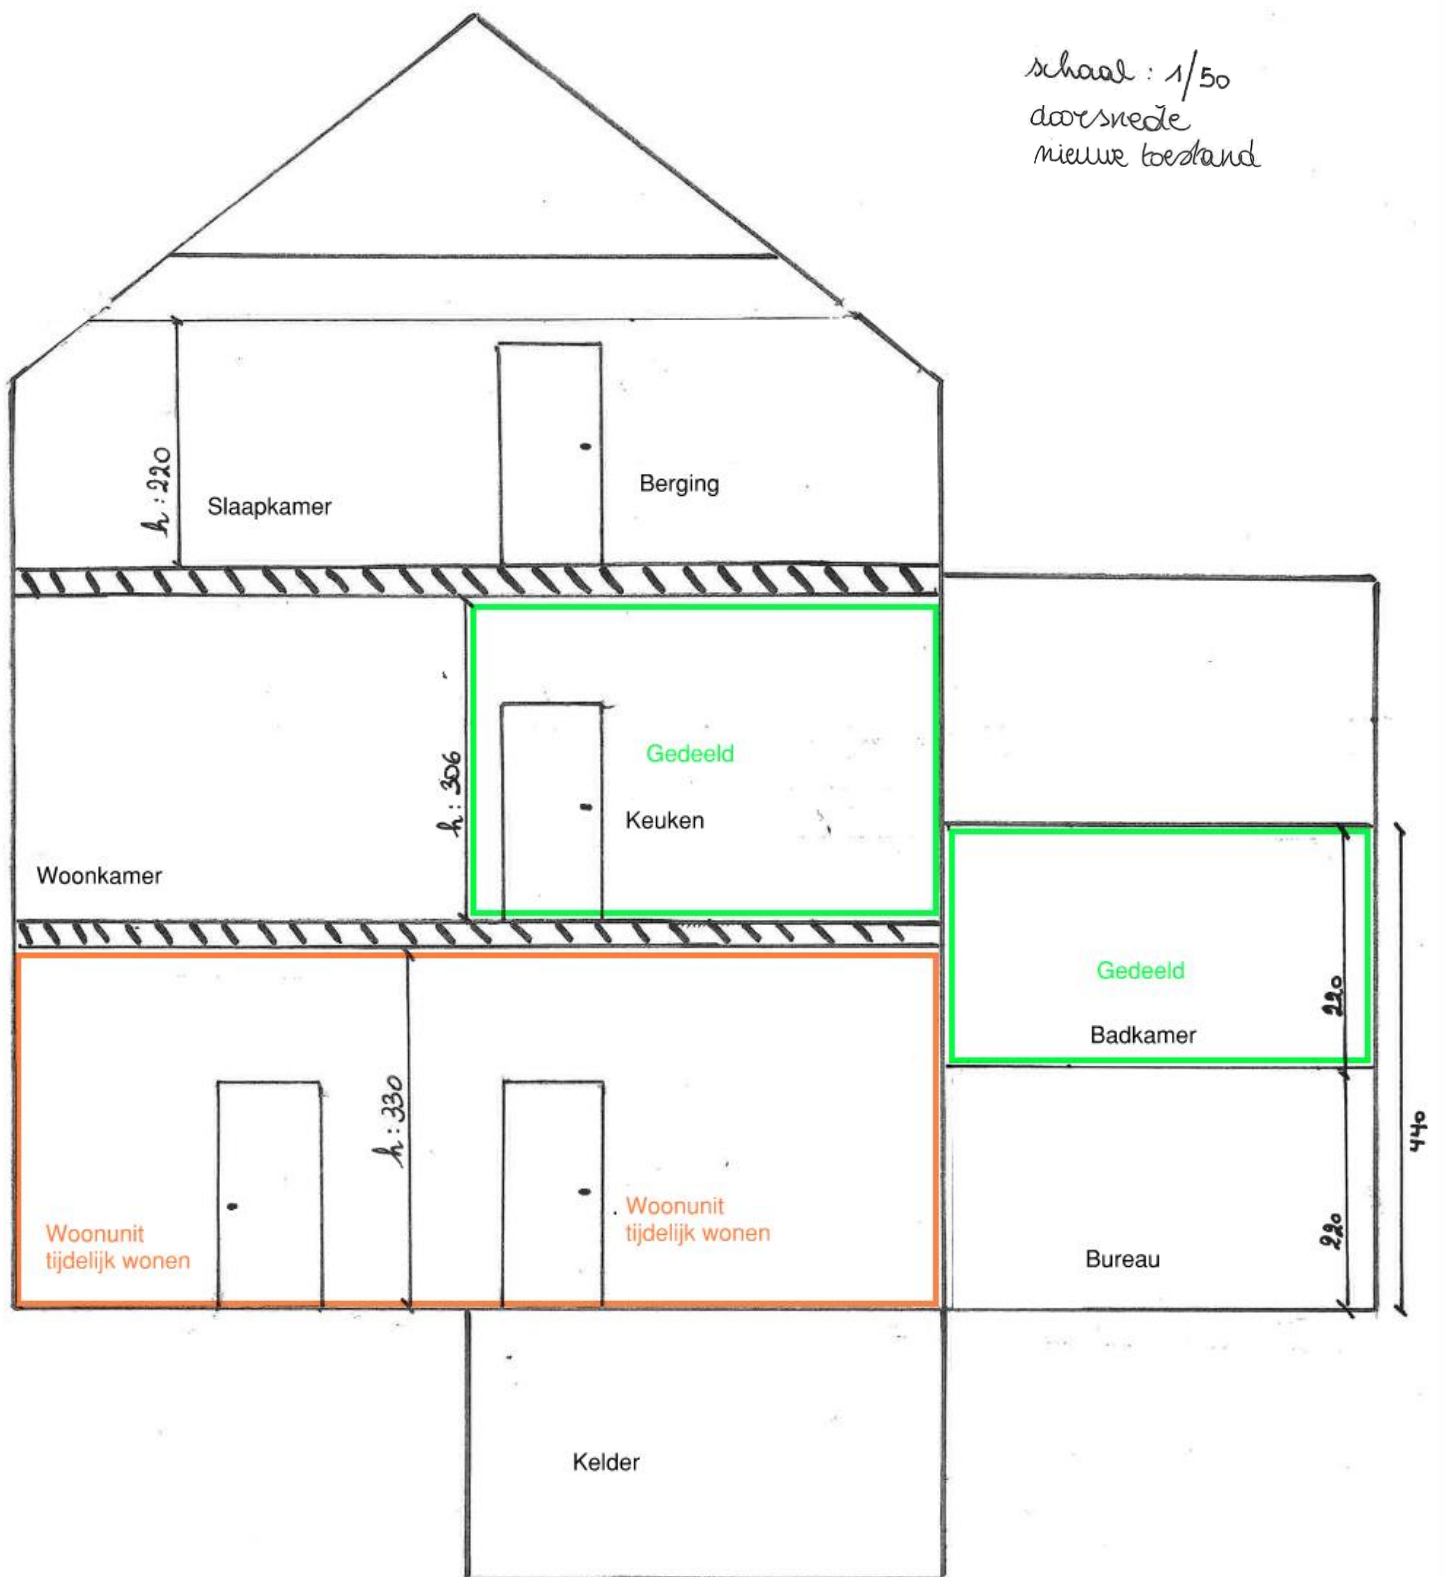 schaal : 1/50
doorsnede
nieuwe toestand
h : 220
Slaapkamer
Berging
h : 306
Gedeeld
Keuken
Woonkamer
Gedeeld
Badkamer
220
h : 330
440
Woonunit
tijdelijk wonen
Woonunit
tijdelijk wonen
220
Bureau
Kelder